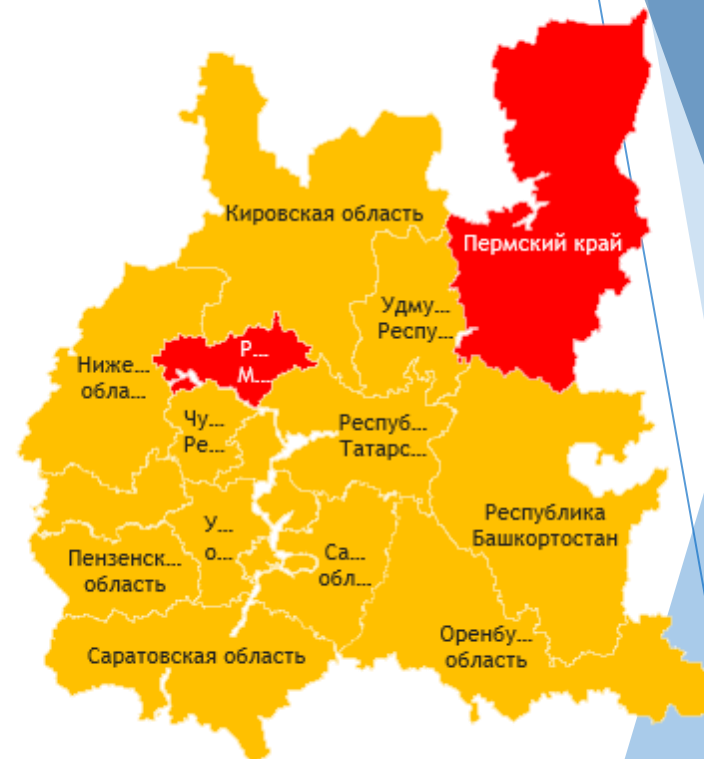 Кировская область
Пермский край
Удму...
Респу...
Р...
М...
Ниже...
обла...
Чу...
Ре...
Респуб...
Татарс...
Республика
Башкортостан
У...
о...
Са...
обл...
Пензенск...
область
Оренбу...
область
Саратовская область